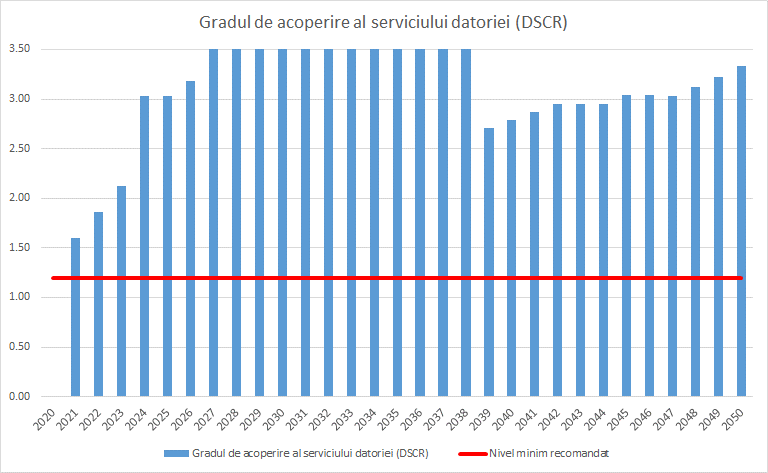 Gradul de acoperire al serviciului datoriei (DSCR)
3.50
3.00
2.50
2.00
1.50
1.00
0.50
0.00
2020 2021 2022 2023 2024 2025 2026 2027 2028 2029 2030 2031 2032 2033 2034 2035 2036 2037 2038 2039 2040 2041 2042 2043 2044 2045 2046 2047 2048 2049 2050
Gradul de acoperire al serviciului datoriei (DSCR) Nivel minim recomandat